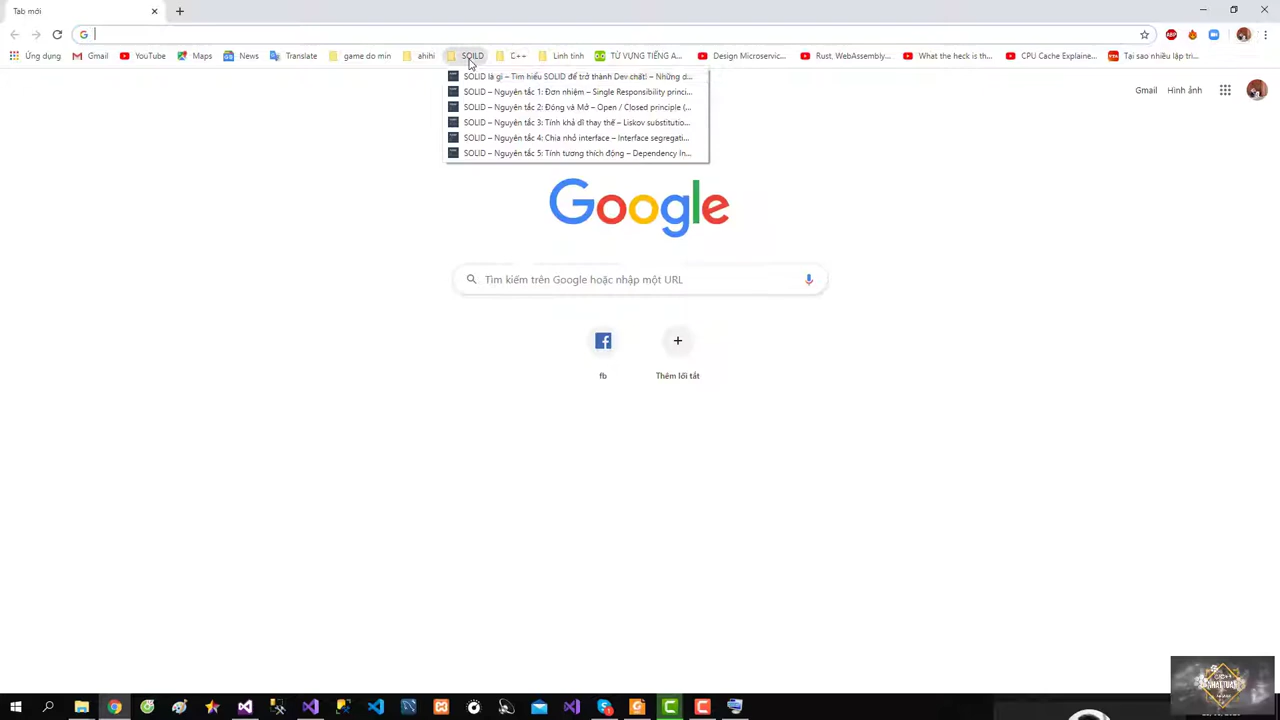 Tab mới
Ứng dụng Gmail YouTube Maps News Translate game do min ahihi SOLID C++ Linh tinh TỪ VỰNG TIẾNG A... Design Microservic... Rust, WebAssembly... What the heck is th... CPU Cache Explaine... Tại sao nhiều lập tri...
SOLID là gì – Tìm hiểu SOLID để trở thành Dev chất! – Những d...
SOLID – Nguyên tắc 1: Đơn nhiệm – Single Responsibility princi...
SOLID – Nguyên tắc 2: Đóng và Mở – Open / Closed principle (...
SOLID – Nguyên tắc 3: Tính khả dĩ thay thế – Liskov substitutio...
SOLID – Nguyên tắc 4: Chia nhỏ interface – Interface segregati...
SOLID – Nguyên tắc 5: Tính tương thích động – Dependency In...
Gmail Hình ảnh
Google
Tìm kiếm trên Google hoặc nhập một URL
fb Thêm lối tắt
NHATTUAN